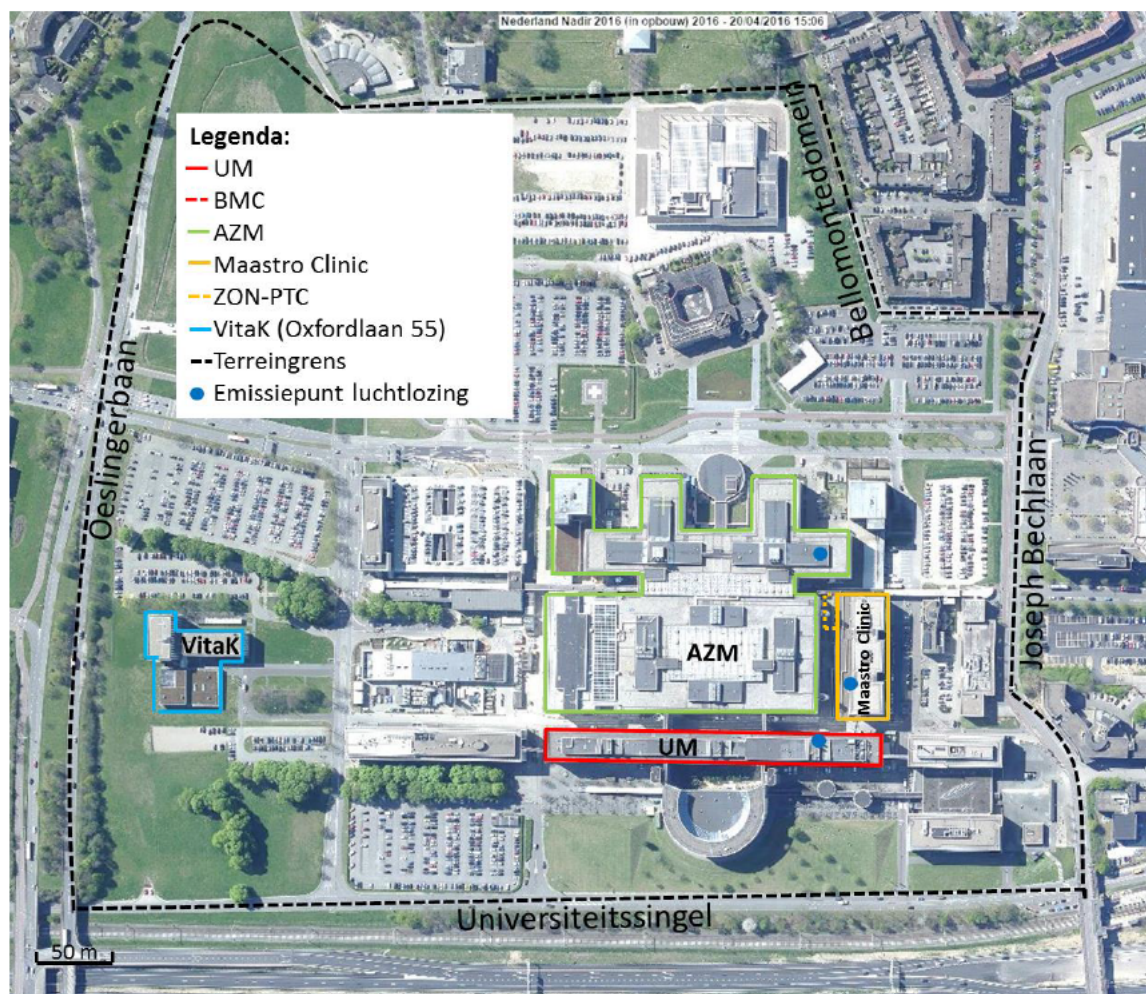 Nederland Nadir 2016 (in opbouw) 2016 - 20/04/2016 15:06
Legenda:
UM
BMC
AZM
Maastro Clinic
ZON-PTC
VitaK (Oxfordlaan 55)
Terreingrens
Emissiepunt luchtlozing
Bellomontedomein
Oeslingerbaan
Joseph Bechlaan
VitaK
AZM
Maastro Clinic
UM
Universiteitssingel
50 m